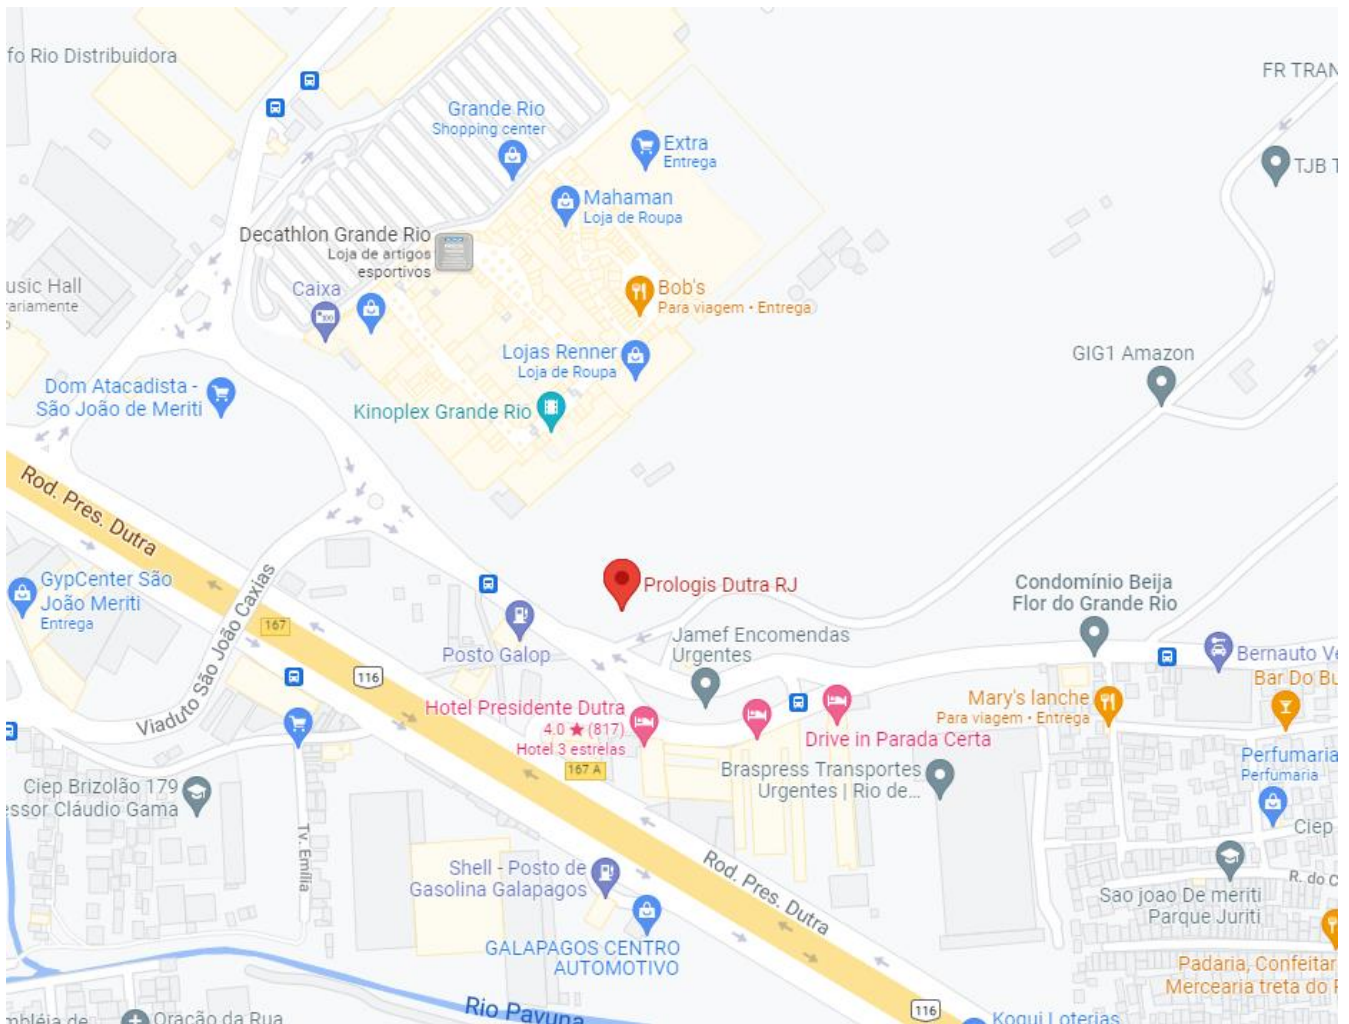 fo Rio Distribuidora
FR TRAN
Grande Rio
Shopping center
Extra
Entrega
TJB T
Mahaman
Loja de Roupa
Decathlon Grande Rio
Loja de artigos
esportivos
usic Hall
rariamente
Caixa
Bob's
Para viagem • Entrega
Lojas Renner
Loja de Roupa
GIG1 Amazon
Dom Atacadista -
São João de Meriti
Kinoplex Grande Rio
Rod. Pres. Dutra
GypCenter São
João Meriti
Entrega
Viaduto São João Caxias
167
116
Prologis Dutra RJ
Condomínio Beija
Flor do Grande Rio
Posto Galop
Jamef Encomendas
Urgentes
Bernauto Ve
Bar Do Bu
Hotel Presidente Dutra
4.0 ★ (817)
Hotel 3 estrelas
167 A
Drive in Parada Certa
Mary's lanche
Para viagem • Entrega
Braspress Transportes
Urgentes | Rio de...
Perfumaria
Perfumaria
Ciep Brizolão 179
essor Cláudio Gama
Tv. Emília
Ciep
Shell - Posto de
Gasolina Galapagos
Rod. Pres. Dutra
R. do C
Sao joao De meriti
Parque Juriti
GALAPAGOS CENTRO
AUTOMOTIVO
Padaria, Confeitar
Mercearia treta do F
Rio Pavuna
116
mbléia de
Oração da Rua
Koqui Loterias